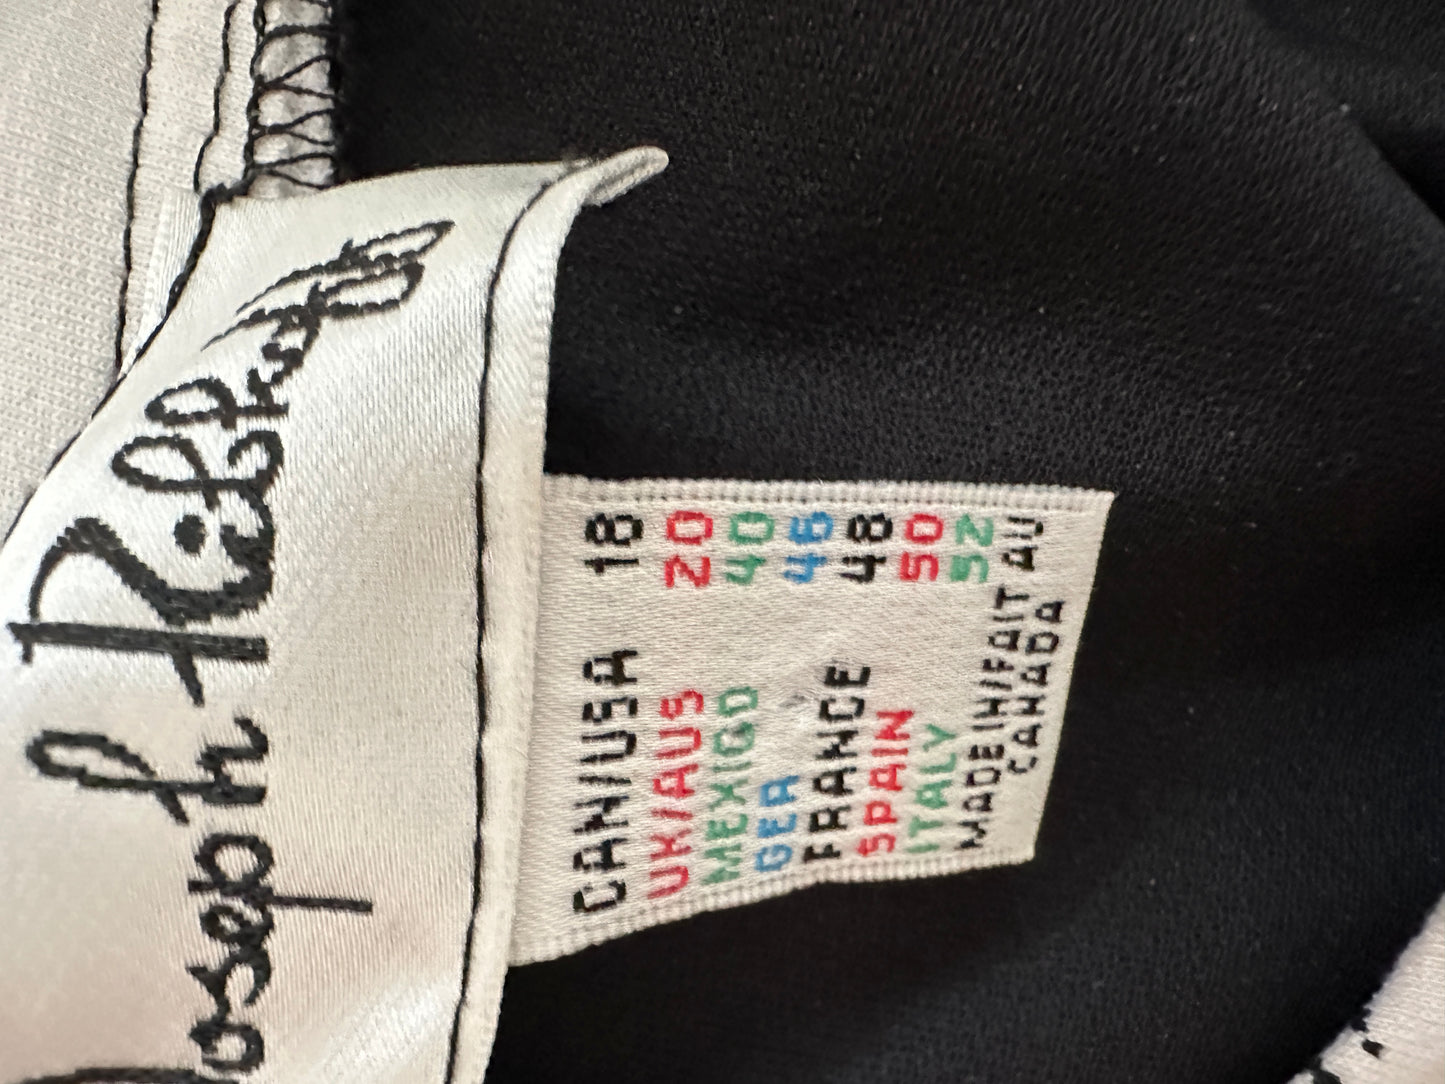 Joseph Ribkoff
CAN/USA 18
UK/AUS 20
MEXICO 40
GER 46
FRANCE 48
SPAIN 50
ITALY 52
MADE IN/FAIT AU
CANADA